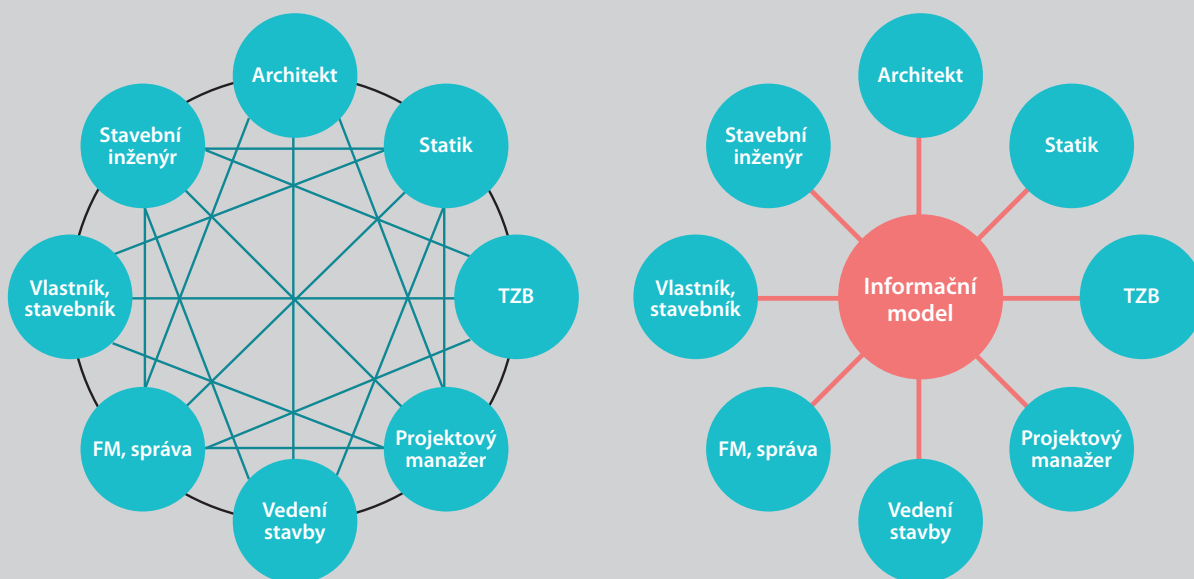 Architekt
Stavební
inženýr
Statik
Vlastník,
stavebník
TZB
FM, správa
Projektový
manažer
Vedení
stavby
Architekt
Stavební
inženýr
Statik
Vlastník,
stavebník
Informační
model
TZB
FM, správa
Projektový
manažer
Vedení
stavby